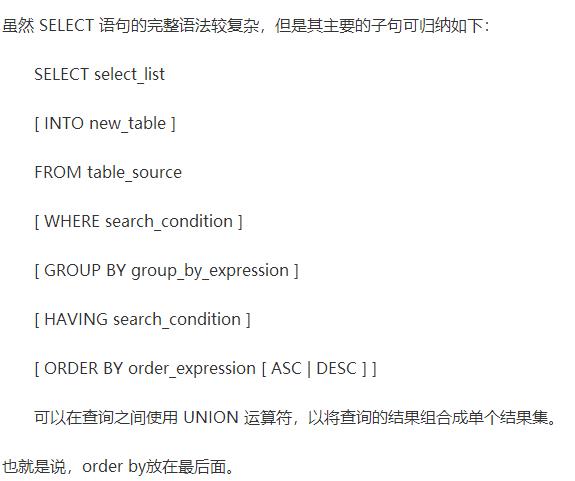 虽然 SELECT 语句的完整语法较复杂，但是其主要的子句可归纳如下：
SELECT select_list
[ INTO new_table ]
FROM table_source
[ WHERE search_condition ]
[ GROUP BY group_by_expression ]
[ HAVING search_condition ]
[ ORDER BY order_expression [ ASC | DESC ] ]
可以在查询之间使用 UNION 运算符，以将查询的结果组合成单个结果集。
也就是说，order by放在最后面。